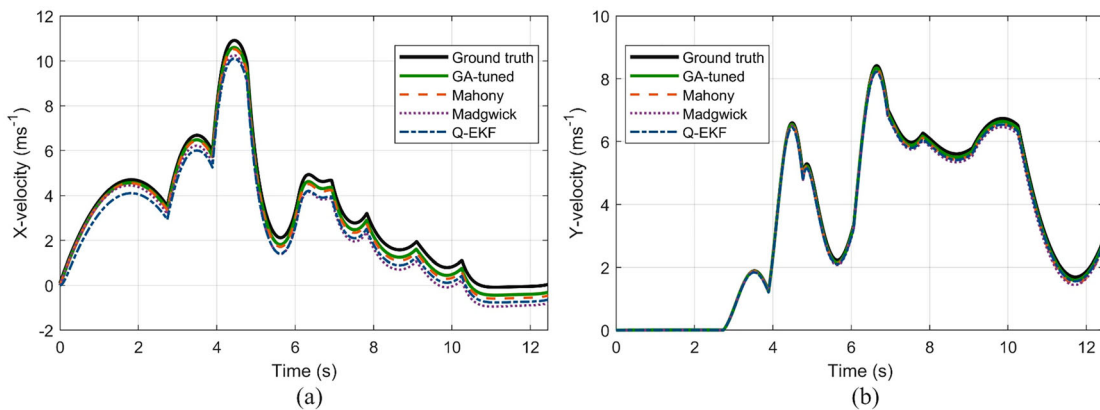 (a)
12
10
8
6
4
2
0
-2
X-velocity (ms⁻¹)
Ground truth
GA-tuned
Mahony
Madgwick
Q-EKF
0 2 4 6 8 10 12
Time (s)
(a)
(b)
10
8
6
4
2
0
Y-velocity (ms⁻¹)
Ground truth
GA-tuned
Mahony
Madgwick
Q-EKF
0 2 4 6 8 10 12
Time (s)
(b)